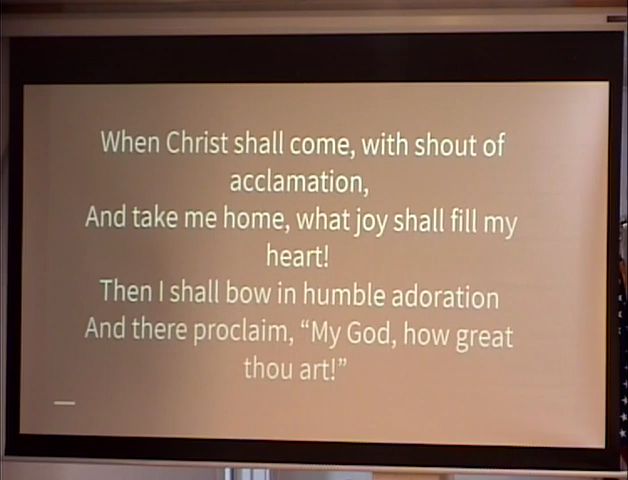 When Christ shall come, with shout of
acclamation,
And take me home, what joy shall fill my
heart!
Then I shall bow in humble adoration
And there proclaim, “My God, how great
thou art!”